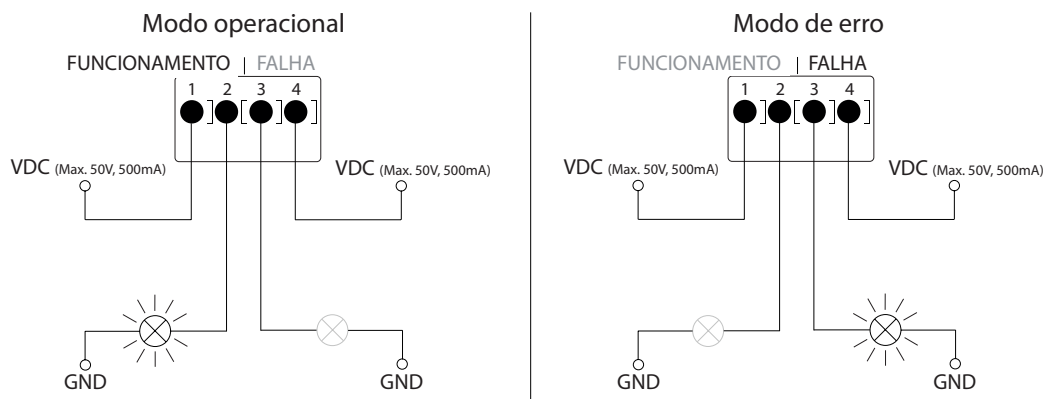 Modo operacional
FUNCIONAMENTO | FALHA
1 2 3 4
VDC (Max. 50V, 500mA)
VDC (Max. 50V, 500mA)
GND
GND
Modo de erro
FUNCIONAMENTO | FALHA
1 2 3 4
VDC (Max. 50V, 500mA)
VDC (Max. 50V, 500mA)
GND
GND